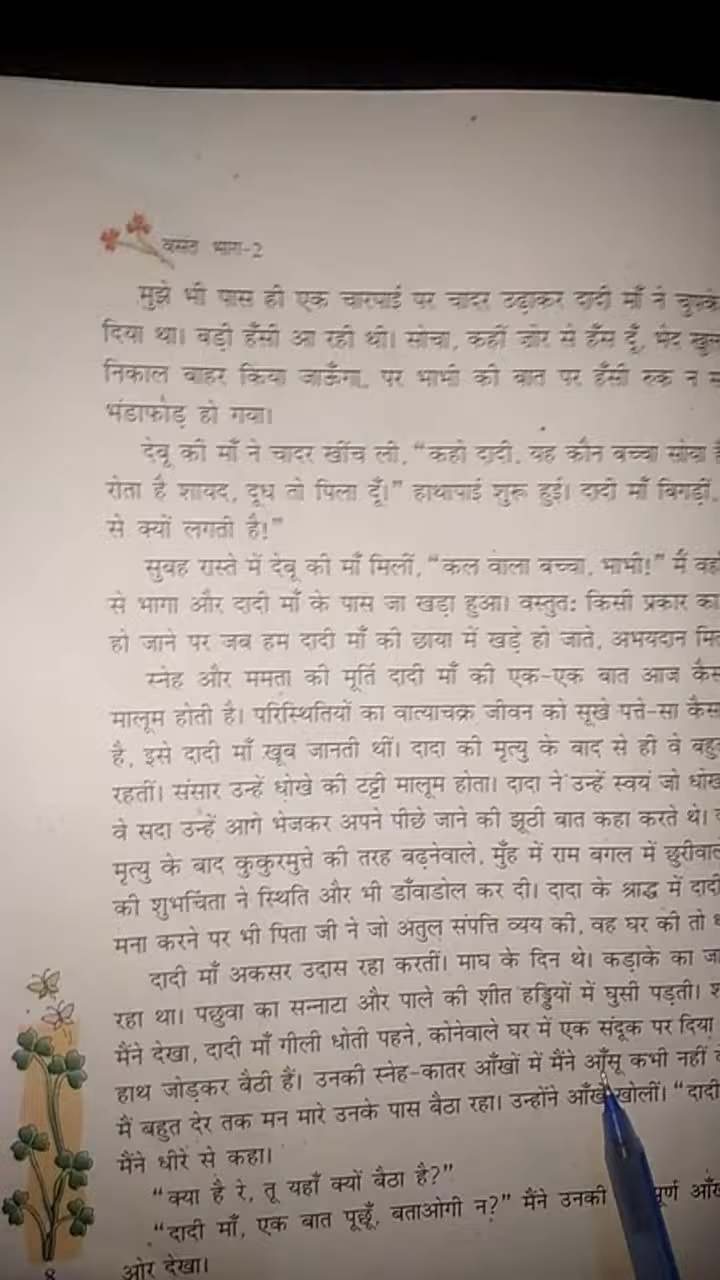 वसंत भाग-2
मुझे भी पास ही एक चारपाई पर चादर उढ़ाकर दादी माँ ने चुपके
दिया था। बड़ी हँसी आ रही थी। सोचा, कहीं ज़ोर से हँस दूँ, भेद खुल
निकाल बाहर किया जाऊँगा, पर भाभी की बात पर हँसी रुक न स
भंडाफोड़ हो गया।
देबू की माँ ने चादर खींच ली, “कहो दादी, यह कौन बच्चा सोया है
रोता है शायद, दूध तो पिला दूँ।” हाथापाई शुरू हुई। दादी माँ बिगड़ीं,
से क्यों लगती है!”
सुबह रास्ते में देबू की माँ मिलीं, “कल वाला बच्चा, भाभी!” मैं वहाँ
से भागा और दादी माँ के पास जा खड़ा हुआ। वस्तुत: किसी प्रकार का
हो जाने पर जब हम दादी माँ की छाया में खड़े हो जाते, अभयदान मिल
स्नेह और ममता की मूर्ति दादी माँ की एक-एक बात आज कैस
मालूम होती है। परिस्थितियों का वात्याचक्र जीवन को सूखे पत्ते-सा कैस
है, इसे दादी माँ खूब जानती थीं। दादा की मृत्यु के बाद से ही वे बहुत
रहतीं। संसार उन्हें धोखे की टट्टी मालूम होता। दादा ने उन्हें स्वयं जो धोख
वे सदा उन्हें आगे भेजकर अपने पीछे जाने की झूठी बात कहा करते थे।
मृत्यु के बाद कुकुरमुत्ते की तरह बढ़नेवाले, मुँह में राम बगल में छुरीवाल
की शुभचिंता ने स्थिति और भी डाँवाडोल कर दी। दादा के श्राद्ध में दादी
मना करने पर भी पिता जी ने जो अतुल संपत्ति व्यय की, वह घर की तो थ
दादी माँ अकसर उदास रहा करतीं। माघ के दिन थे। कड़ाके का जा
रहा था। पछुवा का सन्नाटा और पाले की शीत हड्डियों में घुसी पड़ती। श
मैंने देखा, दादी माँ गीली धोती पहने, कोनेवाले घर में एक संदूक पर दिया
हाथ जोड़कर बैठी हैं। उनकी स्नेह-कातर आँखों में मैंने आँसू कभी नहीं दे
मैं बहुत देर तक मन मारे उनके पास बैठा रहा। उन्होंने आँखें खोलीं। “दादी
मैंने धीरे से कहा।
“क्या है रे, तू यहाँ क्यों बैठा है?”
“दादी माँ, एक बात पूछूँ, बताओगी न?” मैंने उनकी पूर्ण आँख
ओर देखा।
8